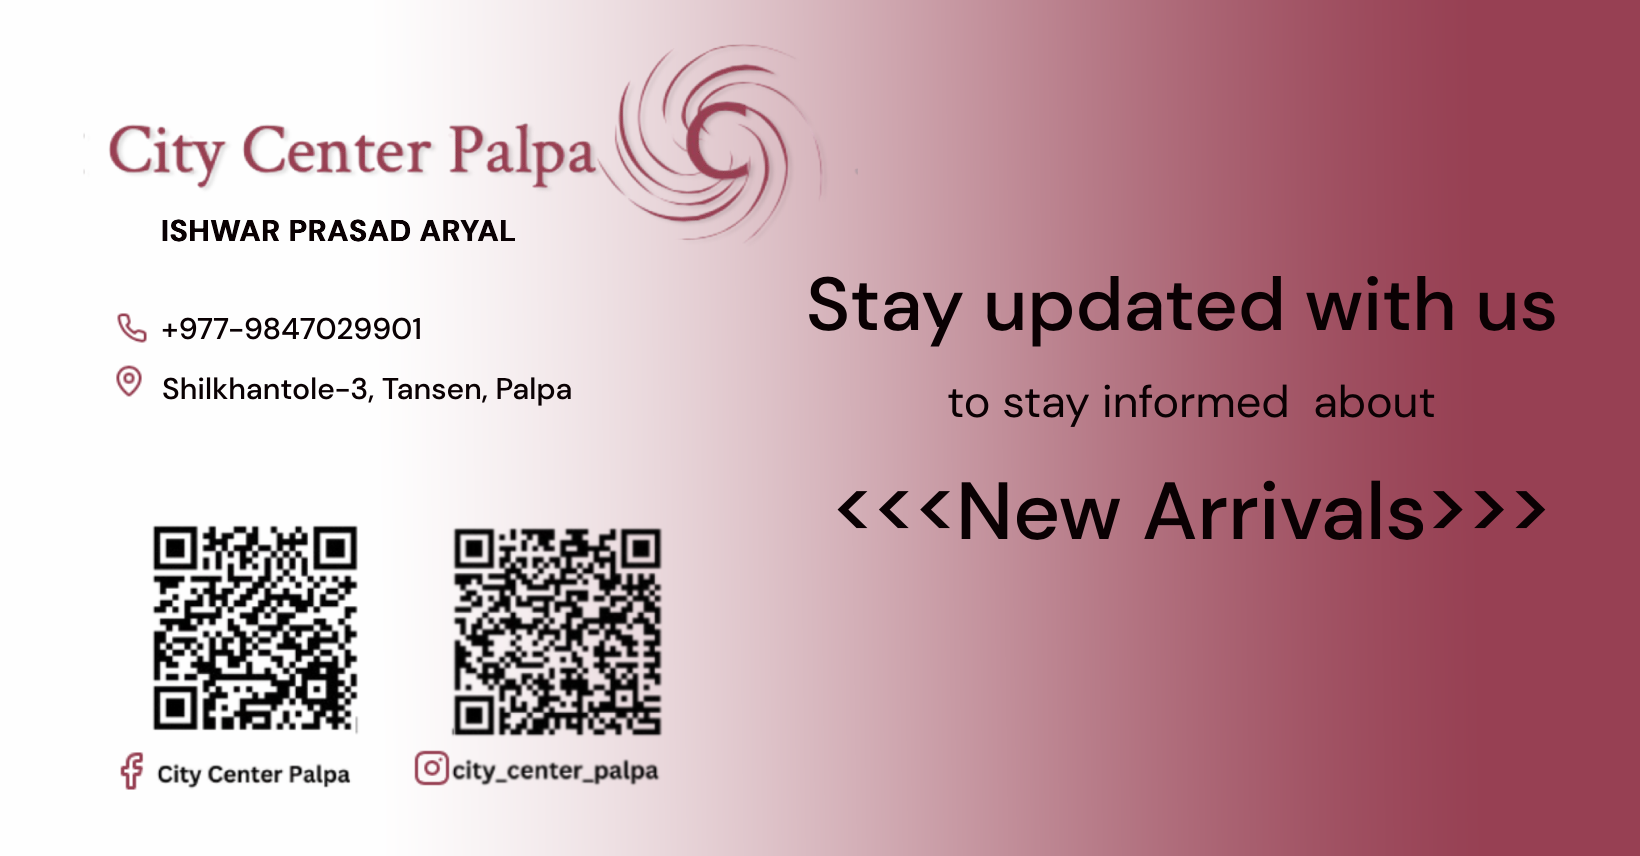 City Center Palpa
C
ISHWAR PRASAD ARYAL
+977-9847029901
Shilkhantole-3, Tansen, Palpa
City Center Palpa
city_center_palpa
Stay updated with us
to stay informed  about
<<<New Arrivals>>>